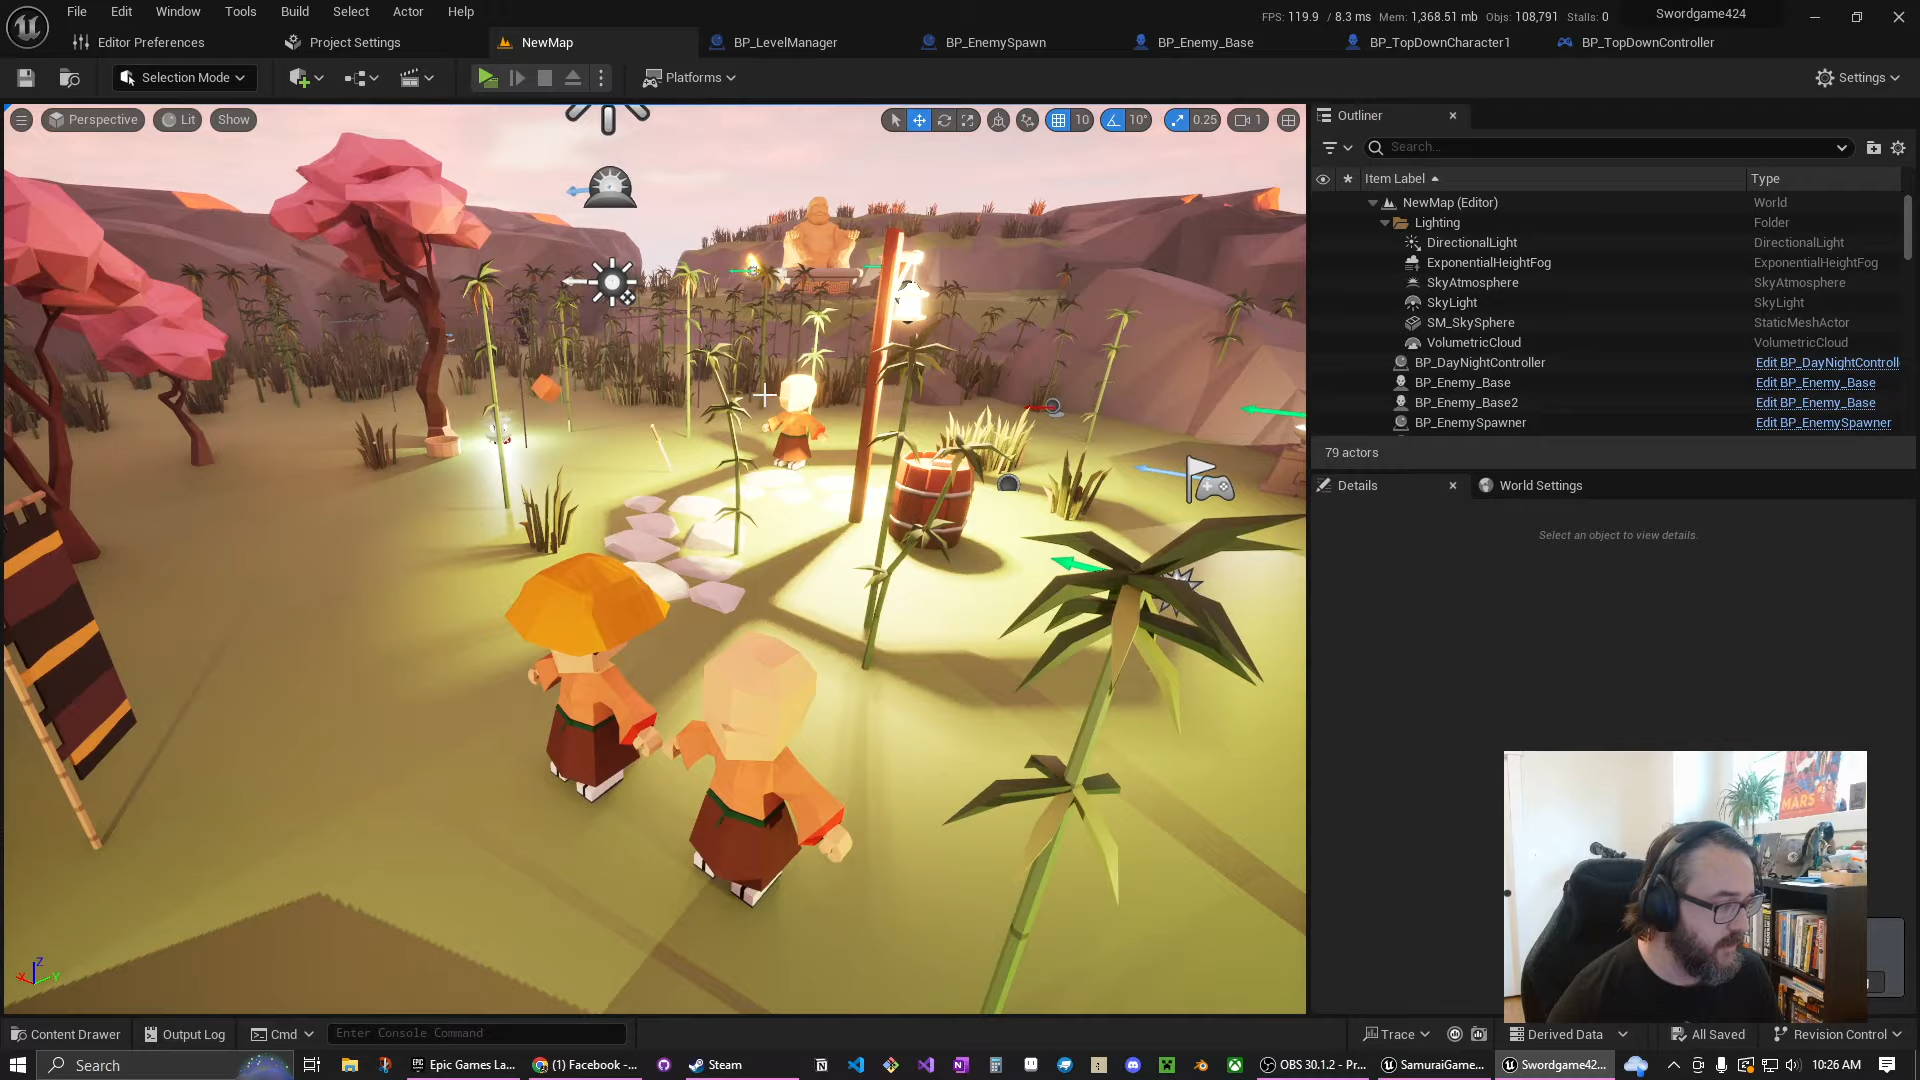 File Edit Window Tools Build Select Actor Help
FPS: 119.9 / 8.3 ms Mem: 1,368.51 mb Objs: 108,791 Stalls: 0
Swordgame424
Editor Preferences
Project Settings
NewMap
BP_LevelManager
BP_EnemySpawn
BP_Enemy_Base
BP_TopDownCharacter1
BP_TopDownController
Selection Mode
Platforms
Settings
Perspective
Lit
Show
10
10°
0.25
1
Outliner
Search...
Item Label
Type
NewMap (Editor) World
Lighting Folder
DirectionalLight DirectionalLight
ExponentialHeightFog ExponentialHeightFog
SkyAtmosphere SkyAtmosphere
SkyLight SkyLight
SM_SkySphere StaticMeshActor
VolumetricCloud VolumetricCloud
BP_DayNightController Edit BP_DayNightControll
BP_Enemy_Base Edit BP_Enemy_Base
BP_Enemy_Base2 Edit BP_Enemy_Base
BP_EnemySpawner Edit BP_EnemySpawner
79 actors
Details
World Settings
Select an object to view details.
MARS
Z
X
Y
Content Drawer
Output Log
Cmd
Enter Console Command
Trace
Derived Data
All Saved
Revision Control
Search
Epic Games La...
(1) Facebook -...
Steam
OBS 30.1.2 - Pr...
SamuraiGame...
Swordgame42...
10:26 AM